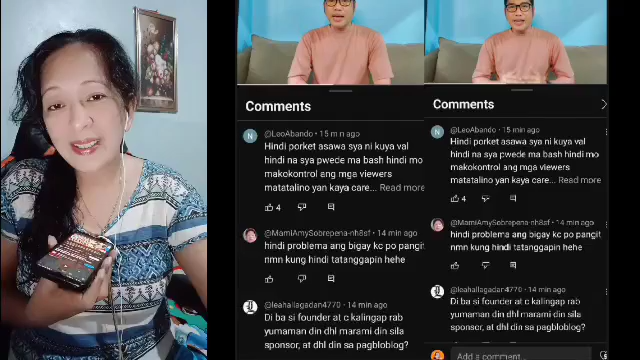 Comments
@LeoAbando • 15 min ago
Hindi porket asawa sya ni kuya val
hindi na sya pwede ma bash hindi mo
makokontrol ang mga viewers
matatalino yan kaya care... Read more
4
@MamiAmySobrepena-nh8sf • 14 min ago
hindi problema ang bigay kc po pangit
nmn kung hindi tatanggapin hehe
@leahallagadan4770 • 14 min ago
Di ba si founder at c kalingap rab
yumaman din dhl marami din sila
sponsor, at dhl din sa pagbloblog?
Comments
@LeoAbando • 15 min ago
Hindi porket asawa sya ni kuya val
hindi na sya pwede ma bash hindi mo
makokontrol ang mga viewers
matatalino yan kaya care... Read more
4
@MamiAmySobrepena-nh8sf • 14 min ago
hindi problema ang bigay kc po pangit
nmn kung hindi tatanggapin hehe
@leahallagadan4770 • 14 min ago
Di ba si founder at c kalingap rab
yumaman din dhl marami din sila
sponsor, at dhl din sa pagbloblog?
Add a comment...